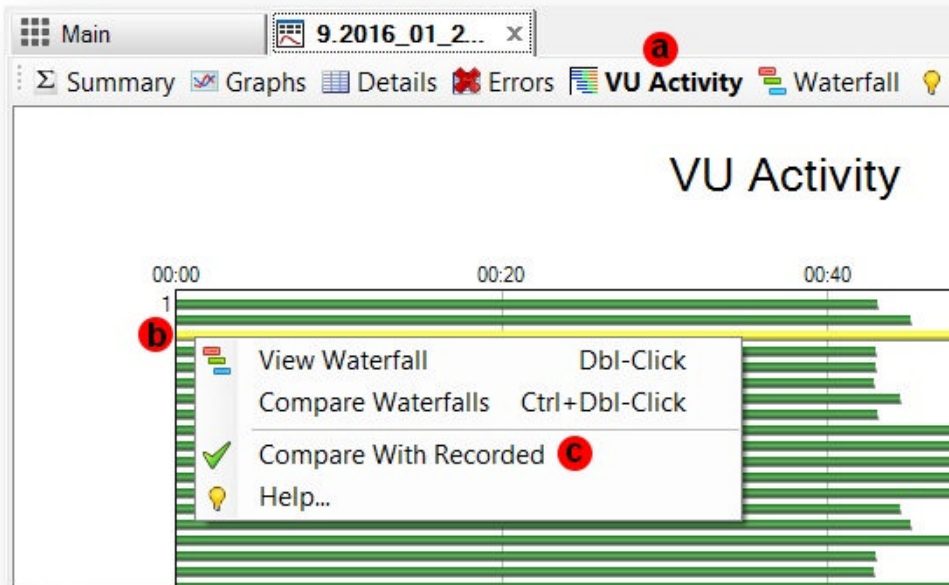 Main 9.2016_01_2... x
a
Σ Summary Graphs Details Errors VU Activity Waterfall
VU Activity
00:00 00:20 00:40
1
b
View Waterfall Dbl-Click
Compare Waterfalls Ctrl+Dbl-Click
Compare With Recorded c
Help...